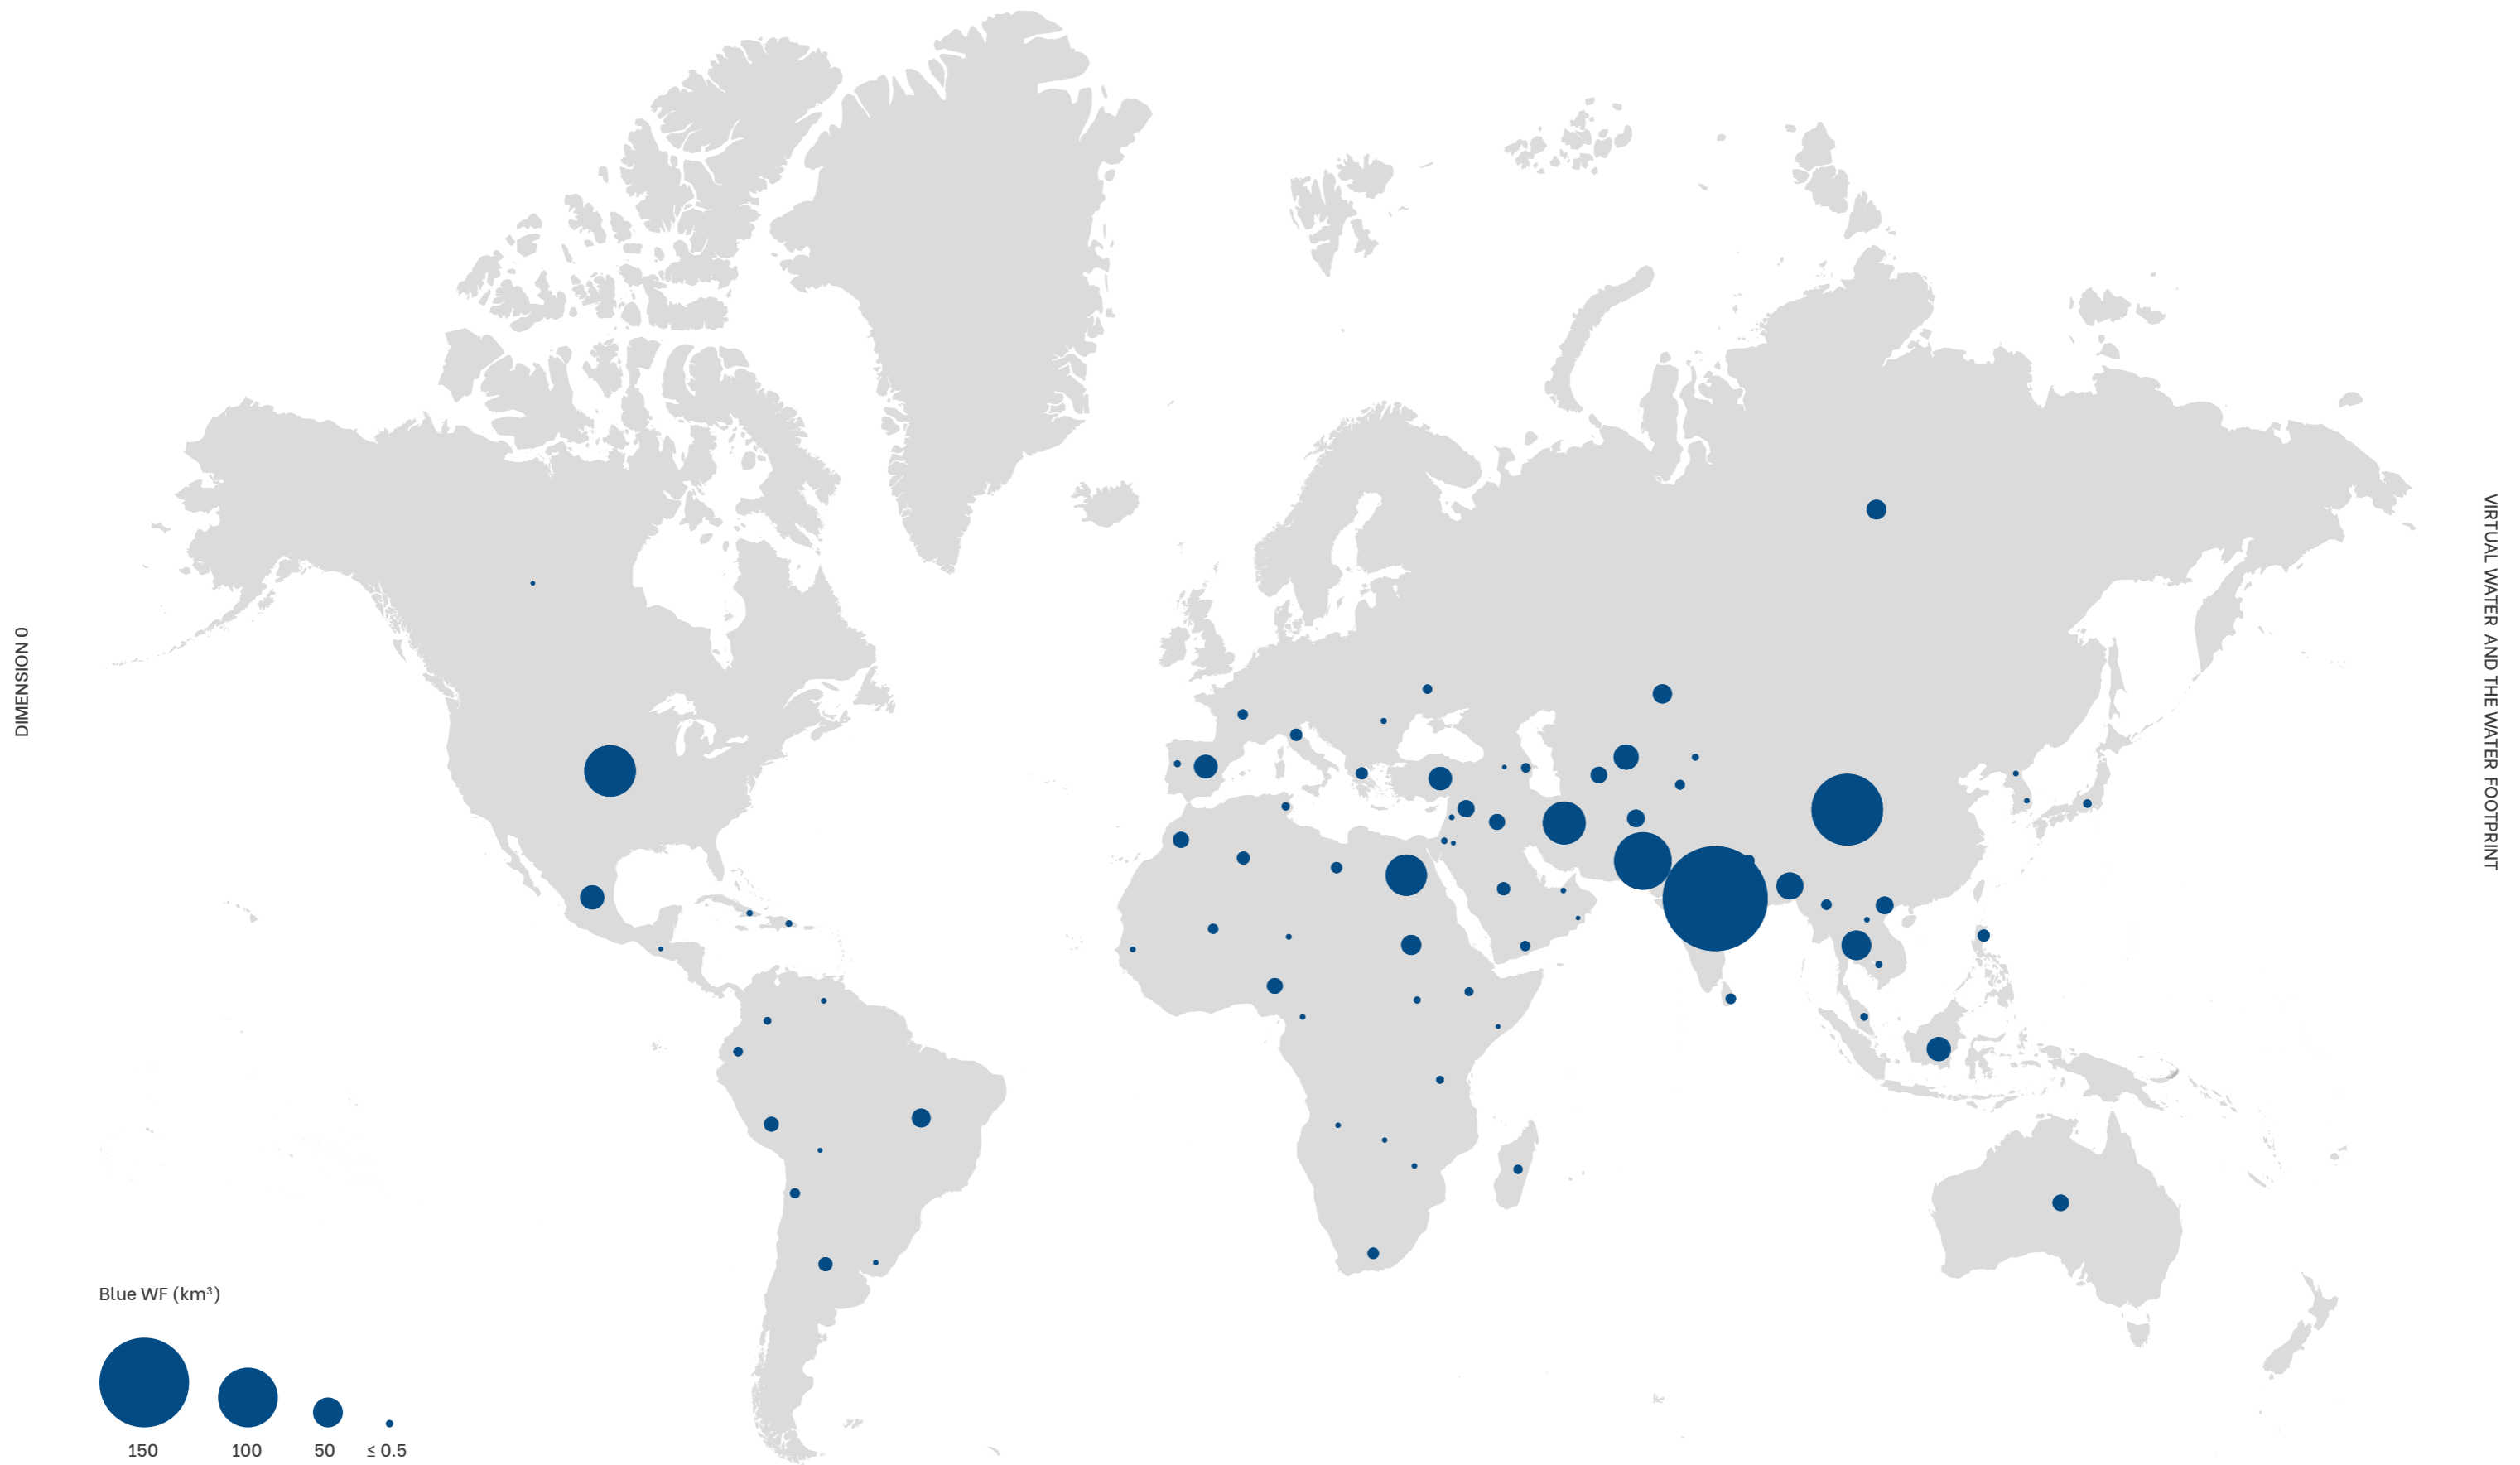 DIMENSION 0
VIRTUAL WATER AND THE WATER FOOTPRINT
Blue WF (km³)
150
100
50
≤ 0.5